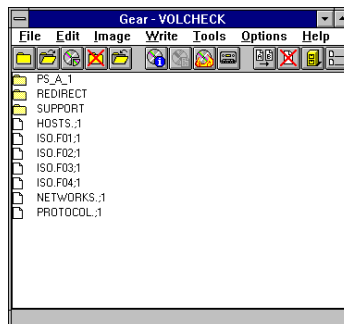 Gear - VOLCHECK
File Edit Image Write Tools Options Help
PS_A_1
REDIRECT
SUPPORT
HOSTS.;1
ISO.F01;1
ISO.F02;1
ISO.F03;1
ISO.F04;1
NETWORKS.;1
PROTOCOL.;1